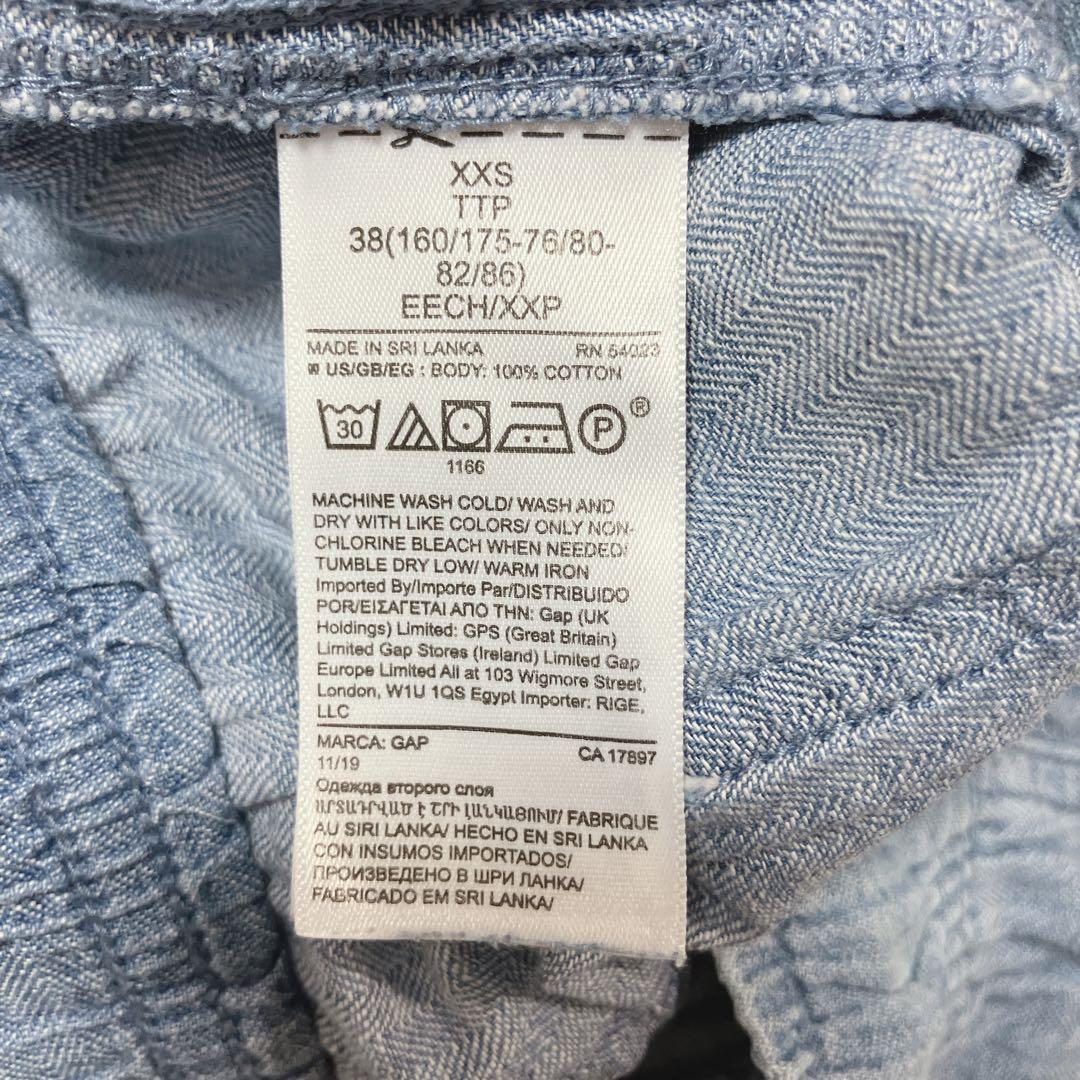 XXS
TTP
38(160/175-76/80-
82/86)
EECH/XXP
MADE IN SRI LANKA RN 54023
US/GB/EG : BODY: 100% COTTON
30 P ®
1166
MACHINE WASH COLD/ WASH AND
DRY WITH LIKE COLORS/ ONLY NON-
CHLORINE BLEACH WHEN NEEDED/
TUMBLE DRY LOW/ WARM IRON
Imported By/Importe Par/DISTRIBUIDO
POR/ΕΙΣΑΓΕΤΑΙ ΑΠΟ ΤΗΝ: Gap (UK
Holdings) Limited: GPS (Great Britain)
Limited Gap Stores (Ireland) Limited Gap
Europe Limited All at 103 Wigmore Street,
London, W1U 1QS Egypt Importer: RIGE,
LLC
MARCA: GAP CA 17897
11/19
Одежда второго слоя
ԱՐՏԱԴՐՎԱԾ Է ՇՐԻ ԼԱՆԿԱՅՈՒՄ/ FABRIQUE
AU SIRI LANKA/ HECHO EN SRI LANKA
CON INSUMOS IMPORTADOS/
ПРОИЗВЕДЕНО В ШРИ ЛАНКА/
FABRICADO EM SRI LANKA/